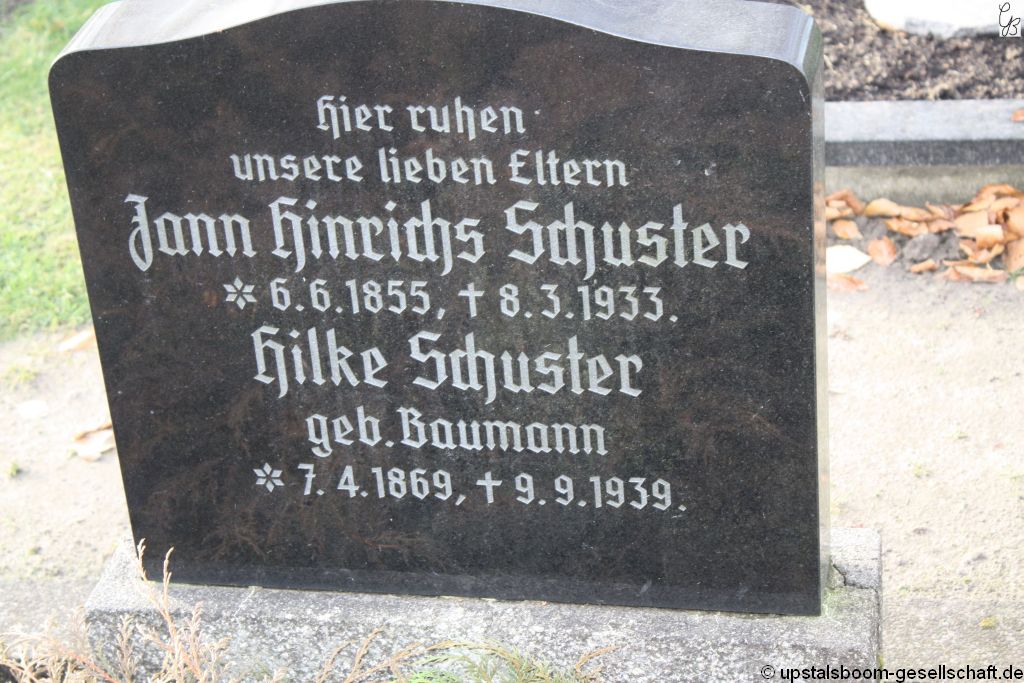 Hier ruhen
unsere lieben Eltern
Jann Hinrichs Schuster
* 6.6.1855, † 8.3.1933.
Hilke Schuster
geb. Baumann
* 7.4.1869, † 9.9.1939.
GB
© upstalsboom-gesellschaft.de